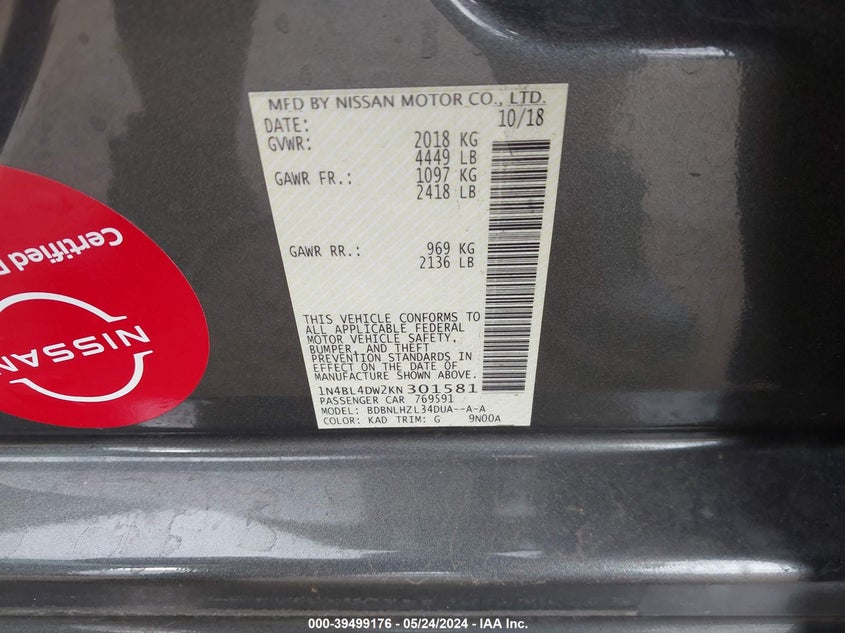 MFD BY NISSAN MOTOR CO., LTD.
DATE: 10/18
GVWR: 2018 KG
4449 LB
GAWR FR.: 1097 KG
2418 LB
GAWR RR.: 969 KG
2136 LB
THIS VEHICLE CONFORMS TO
ALL APPLICABLE FEDERAL
MOTOR VEHICLE SAFETY,
BUMPER, AND THEFT
PREVENTION STANDARDS IN
EFFECT ON THE DATE OF
MANUFACTURE SHOWN ABOVE.
1N4BL4DW2KN301581
PASSENGER CAR 769591
MODEL: BDBNLHZL34DUA--A-A
COLOR: KAD TRIM: G 9N00A
Certified
NISSAN
000-39499176 - 05/24/2024 - IAA Inc.